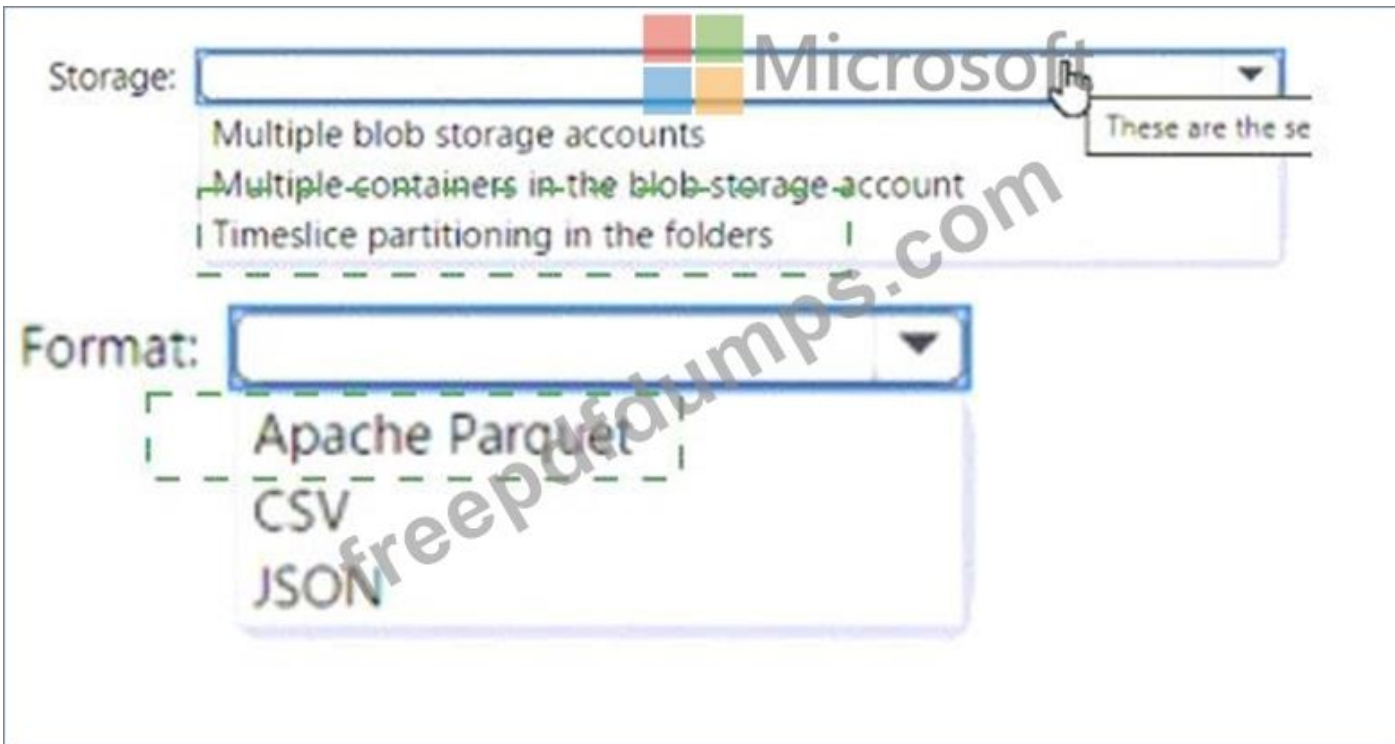 Microsoft
Storage:
These are the se
Multiple blob storage accounts
Multiple containers in the blob storage account
Timeslice partitioning in the folders
Format:
Apache Parquet
CSV
JSON
freepdfdumps.com